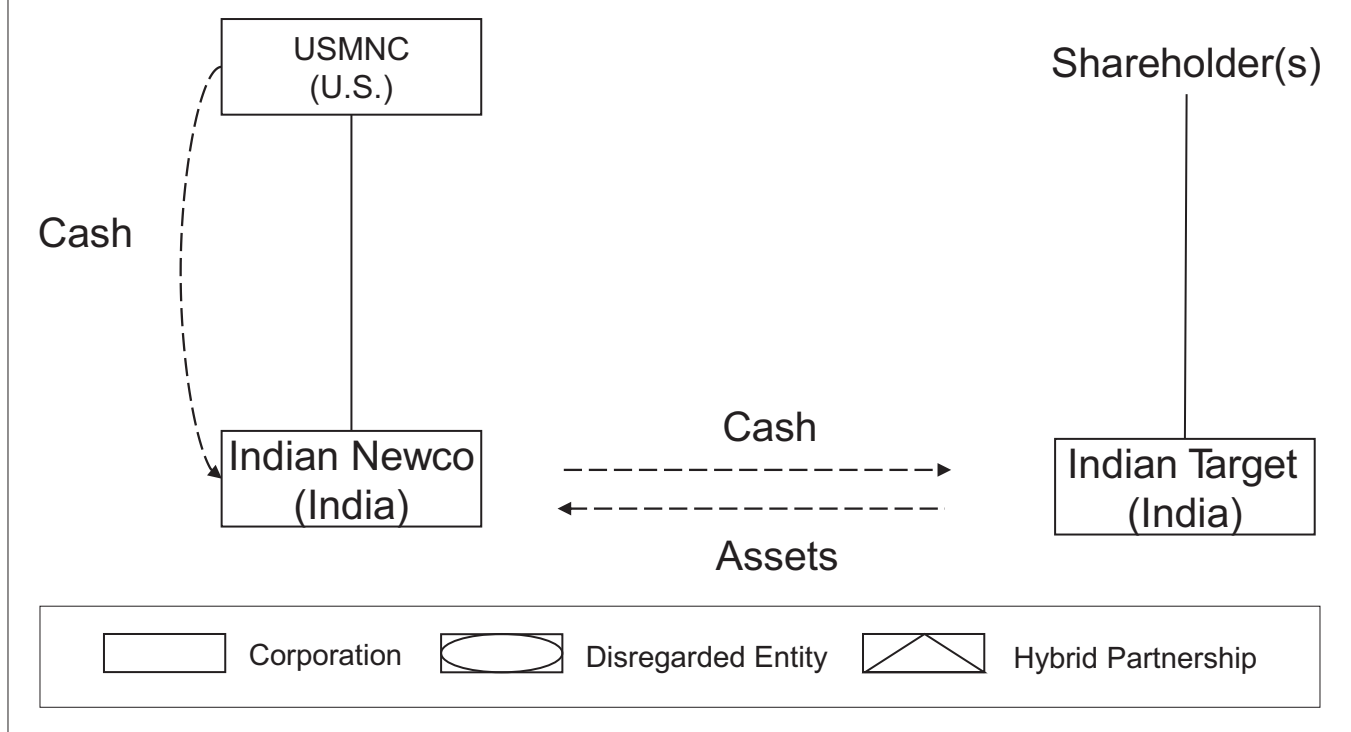 USMNC
(U.S.)
Shareholder(s)
Cash
Cash
Indian Newco
(India)
Indian Target
(India)
Assets
Corporation
Disregarded Entity
Hybrid Partnership